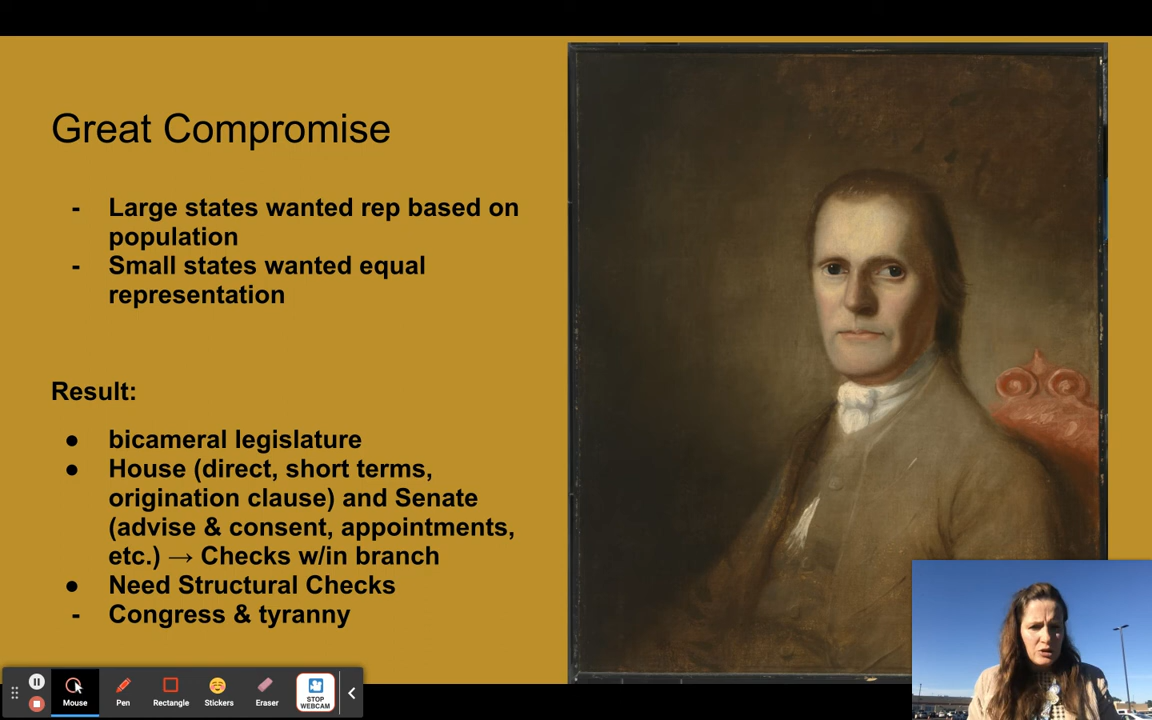 Great Compromise
- Large states wanted rep based on
population
- Small states wanted equal
representation
Result:
● bicameral legislature
● House (direct, short terms,
origination clause) and Senate
(advise & consent, appointments,
etc.) → Checks w/in branch
● Need Structural Checks
- Congress & tyranny
Mouse
Pen
Rectangle
Stickers
Eraser
STOP
WEBCAM